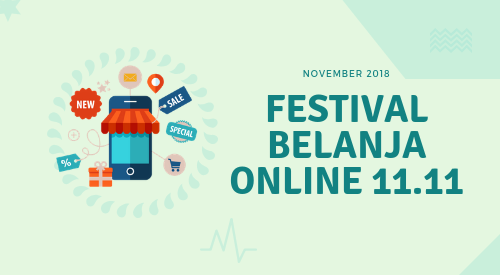 NOVEMBER 2018
FESTIVAL
BELANJA
ONLINE 11.11
NEW
SALE
SPECIAL
%